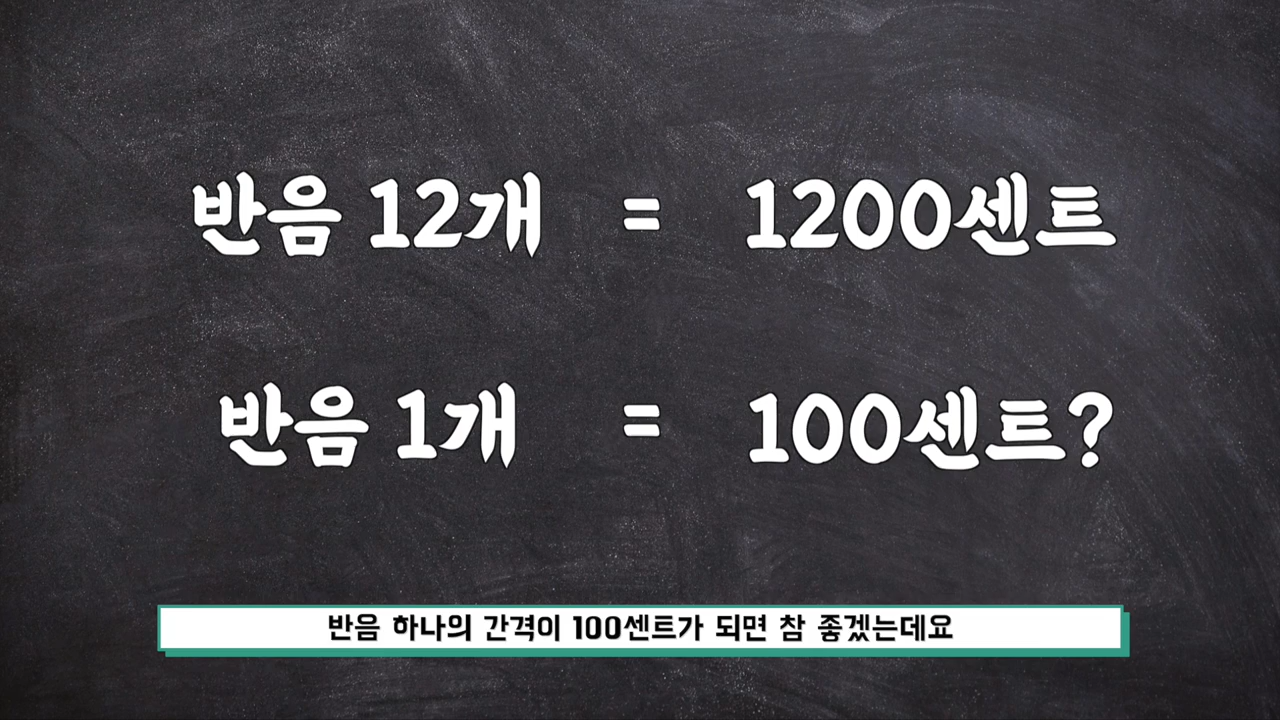 반음 12개 = 1200센트
반음 1개 = 100센트?
반음 하나의 간격이 100센트가 되면 참 좋겠는데요